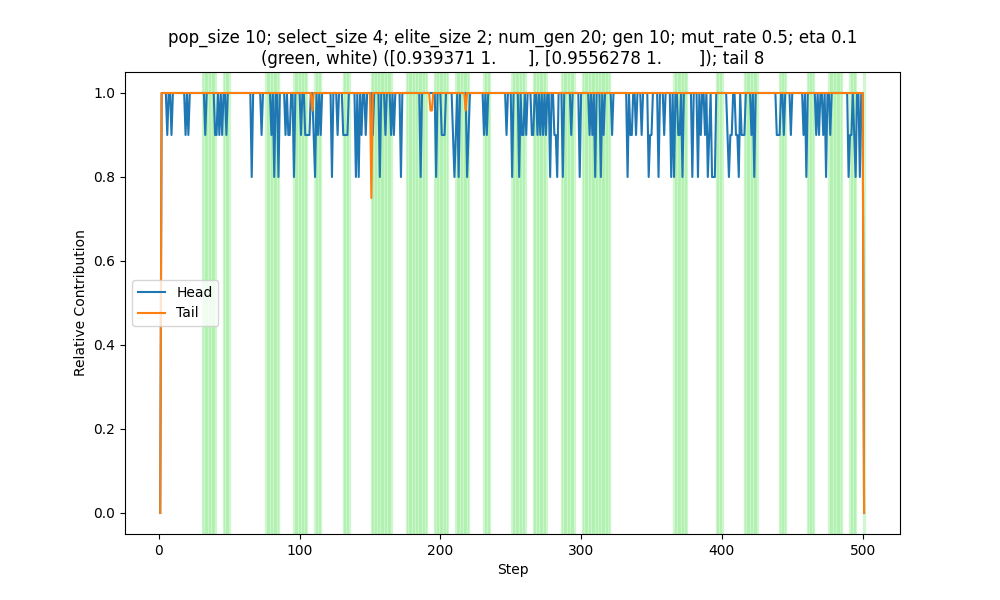 pop_size 10; select_size 4; elite_size 2; num_gen 20; gen 10; mut_rate 0.5; eta 0.1
(green, white) ([0.939371 1.      ], [0.9556278 1.       ]); tail 8
1.0
0.8
0.6
0.4
0.2
0.0
Relative Contribution
Head
Tail
0
100
200
300
400
500
Step